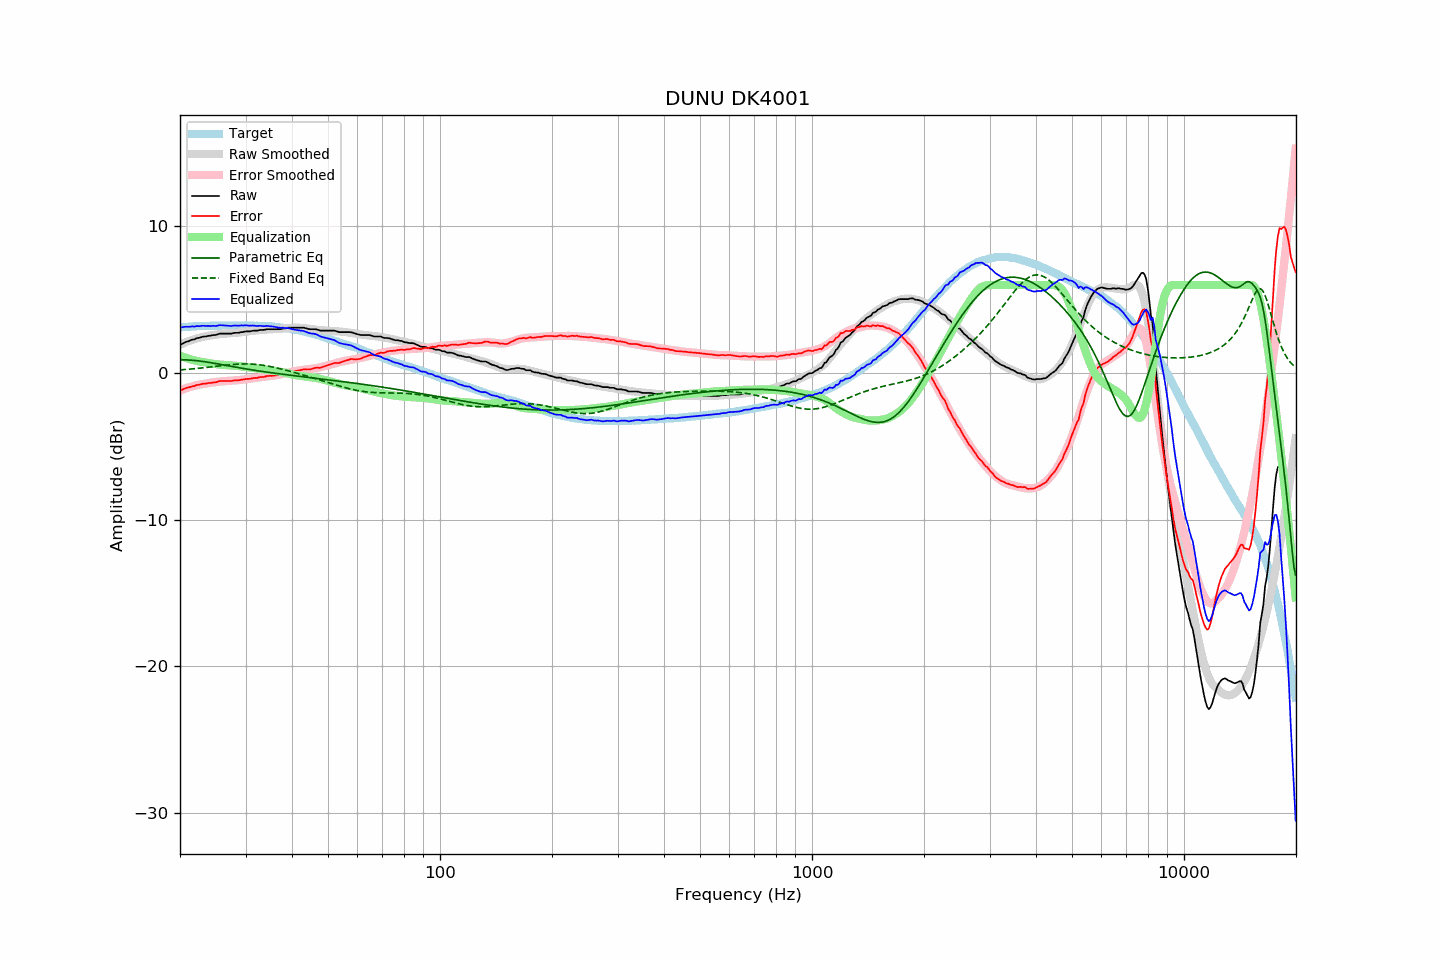 DUNU DK4001
Target
Raw Smoothed
Error Smoothed
Raw
Error
Equalization
Parametric Eq
Fixed Band Eq
Equalized
10
0
−10
−20
−30
Amplitude (dBr)
100
1000
10000
Frequency (Hz)